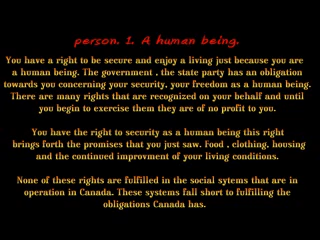 person. 1. A human being.
You have a right to be secure and enjoy a living just because you are
a human being. The government , the state party has an obligation
towards you concerning your security, your freedom as a human being.
There are many rights that are recognized on your behalf and until
you begin to exercise them they are of no profit to you.
You have the right to security as a human being this right
brings forth the promises that you just saw. Food , clothing, housing
and the continued improvment of your living conditions.
None of these rights are fulfilled in the social sytems that are in
operation in Canada. These systems fall short to fulfilling the
obligations Canada has.